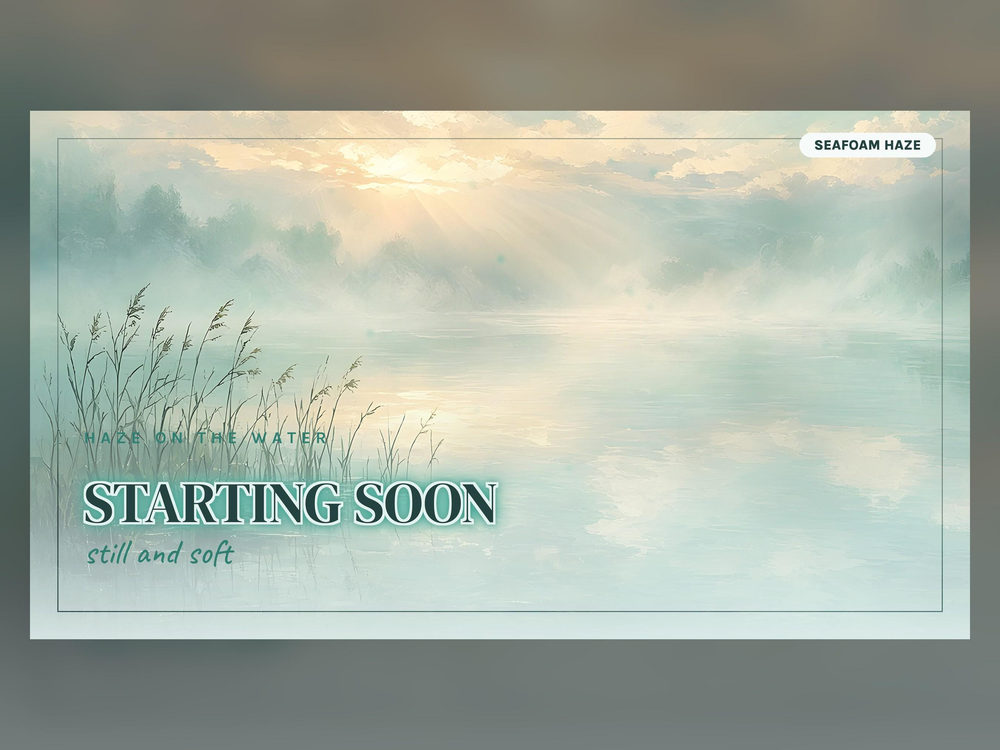 SEAFOAM HAZE
HAZE ON THE WATER
STARTING SOON
still and soft